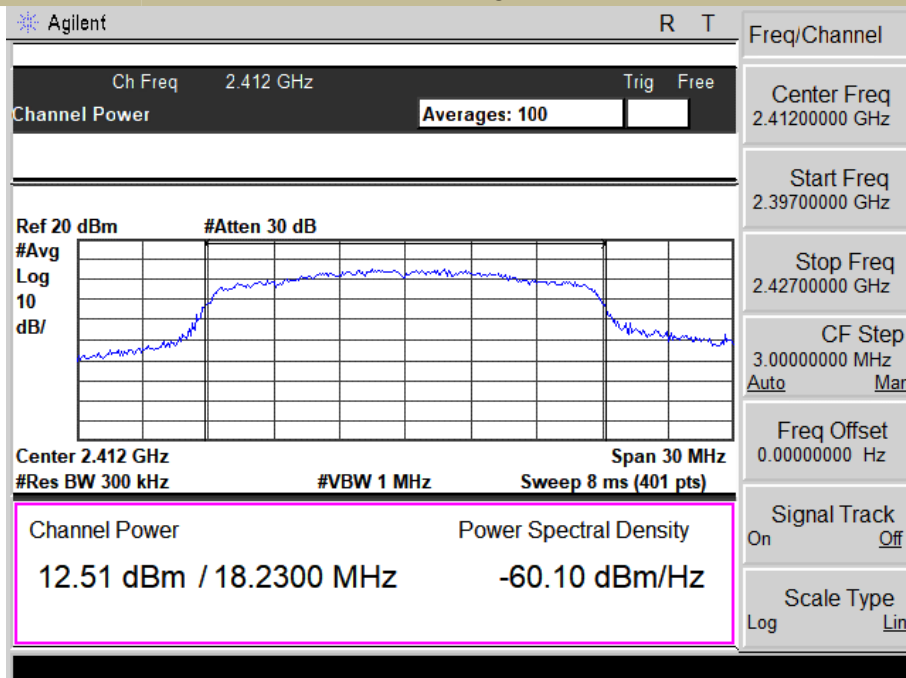 Agilent R T
Ch Freq 2.412 GHz Trig Free
Channel Power Averages: 100
Ref 20 dBm #Atten 30 dB
#Avg
Log
10
dB/
Center 2.412 GHz Span 30 MHz
#Res BW 300 kHz #VBW 1 MHz Sweep 8 ms (401 pts)
Channel Power Power Spectral Density
12.51 dBm / 18.2300 MHz -60.10 dBm/Hz
Freq/Channel
Center Freq
2.41200000 GHz
Start Freq
2.39700000 GHz
Stop Freq
2.42700000 GHz
CF Step
3.00000000 MHz
Auto Man
Freq Offset
0.00000000 Hz
Signal Track
On Off
Scale Type
Log Lin